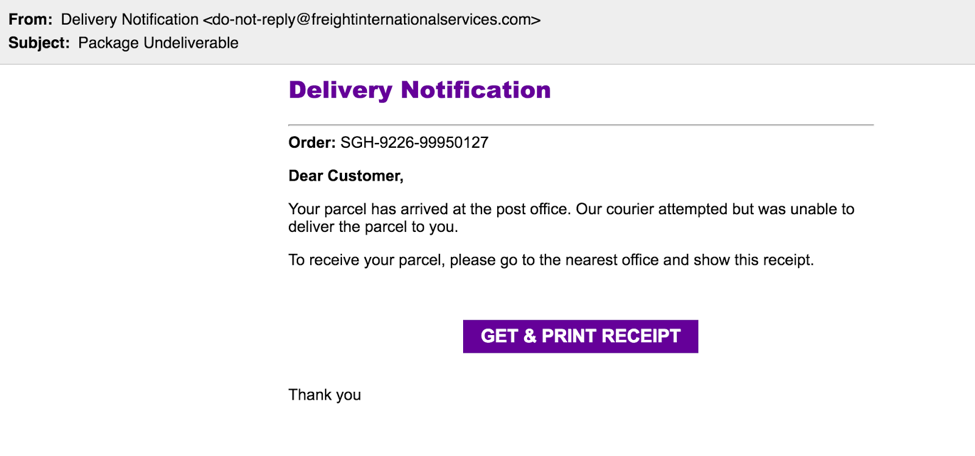 From: Delivery Notification <do-not-reply@freightinternationalservices.com>
Subject: Package Undeliverable
Delivery Notification
Order: SGH-9226-99950127
Dear Customer,
Your parcel has arrived at the post office. Our courier attempted but was unable to
deliver the parcel to you.
To receive your parcel, please go to the nearest office and show this receipt.
GET & PRINT RECEIPT
Thank you